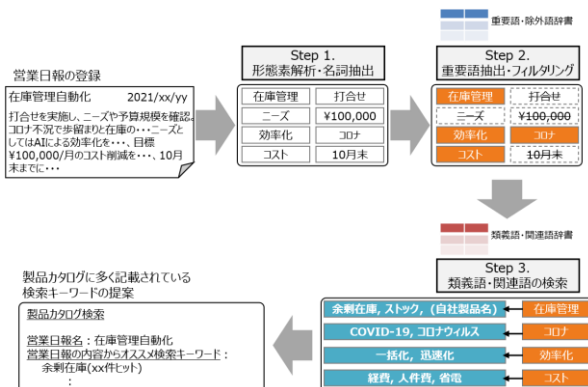 重要語・除外語辞書
Step 1.
形態素解析・名詞抽出
Step 2.
重要語抽出・フィルタリング
営業日報の登録
在庫管理自動化 2021/xx/yy
打合せを実施し、ニーズや予算規模を確認。
コロナ不況で歩留まりと在庫の・・・ニーズと
してはAIによる効率化を・・・、目標
¥100,000/月のコスト削減を・・・、10月
末までに・・・
在庫管理 打合せ
ニーズ ¥100,000
効率化 コロナ
コスト 10月末
在庫管理 打合せ
ニーズ ¥100,000
効率化 コロナ
コスト 10月末
類義語・関連語辞書
Step 3.
類義語・関連語の検索
製品カタログに多く記載されている
検索キーワードの提案
製品カタログ検索
営業日報名：在庫管理自動化
営業日報の内容からオススメ検索キーワード：
余剰在庫(xx件ヒット)
:
余剰在庫, ストック, (自社製品名) 在庫管理
COVID-19, コロナウィルス コロナ
一括化, 迅速化 効率化
経費, 人件費, 省電 コスト